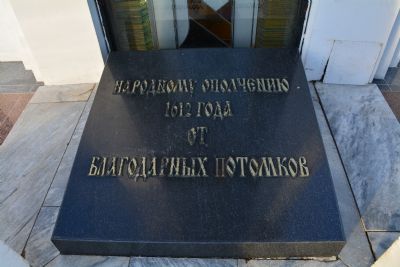 НАРОДНОМУ ОПОЛЧЕНИЮ
1612 ГОДА
ОТ
БЛАГОДАРНЫХ ПОТОМКОВ